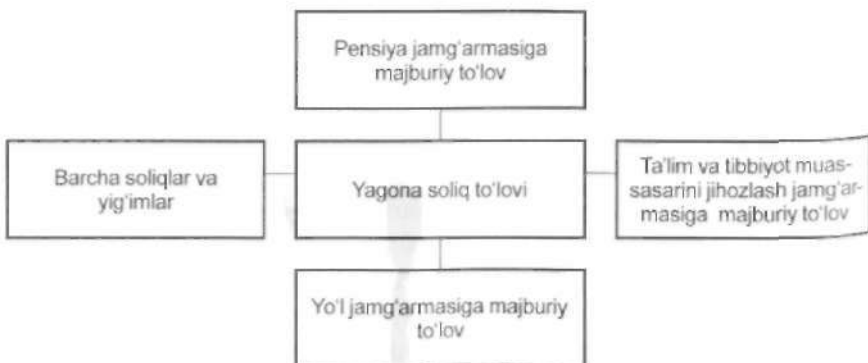 Pensiya jamg‘armasiga
majburiy to‘lov
Barcha soliqlar va
yig‘imlar
Yagona soliq to‘lovi
Ta’lim va tibbiyot muas-
sasarini jihozlash jamg‘ar-
masiga majburiy to‘lov
Yo‘l jamg‘armasiga majburiy
to‘lov